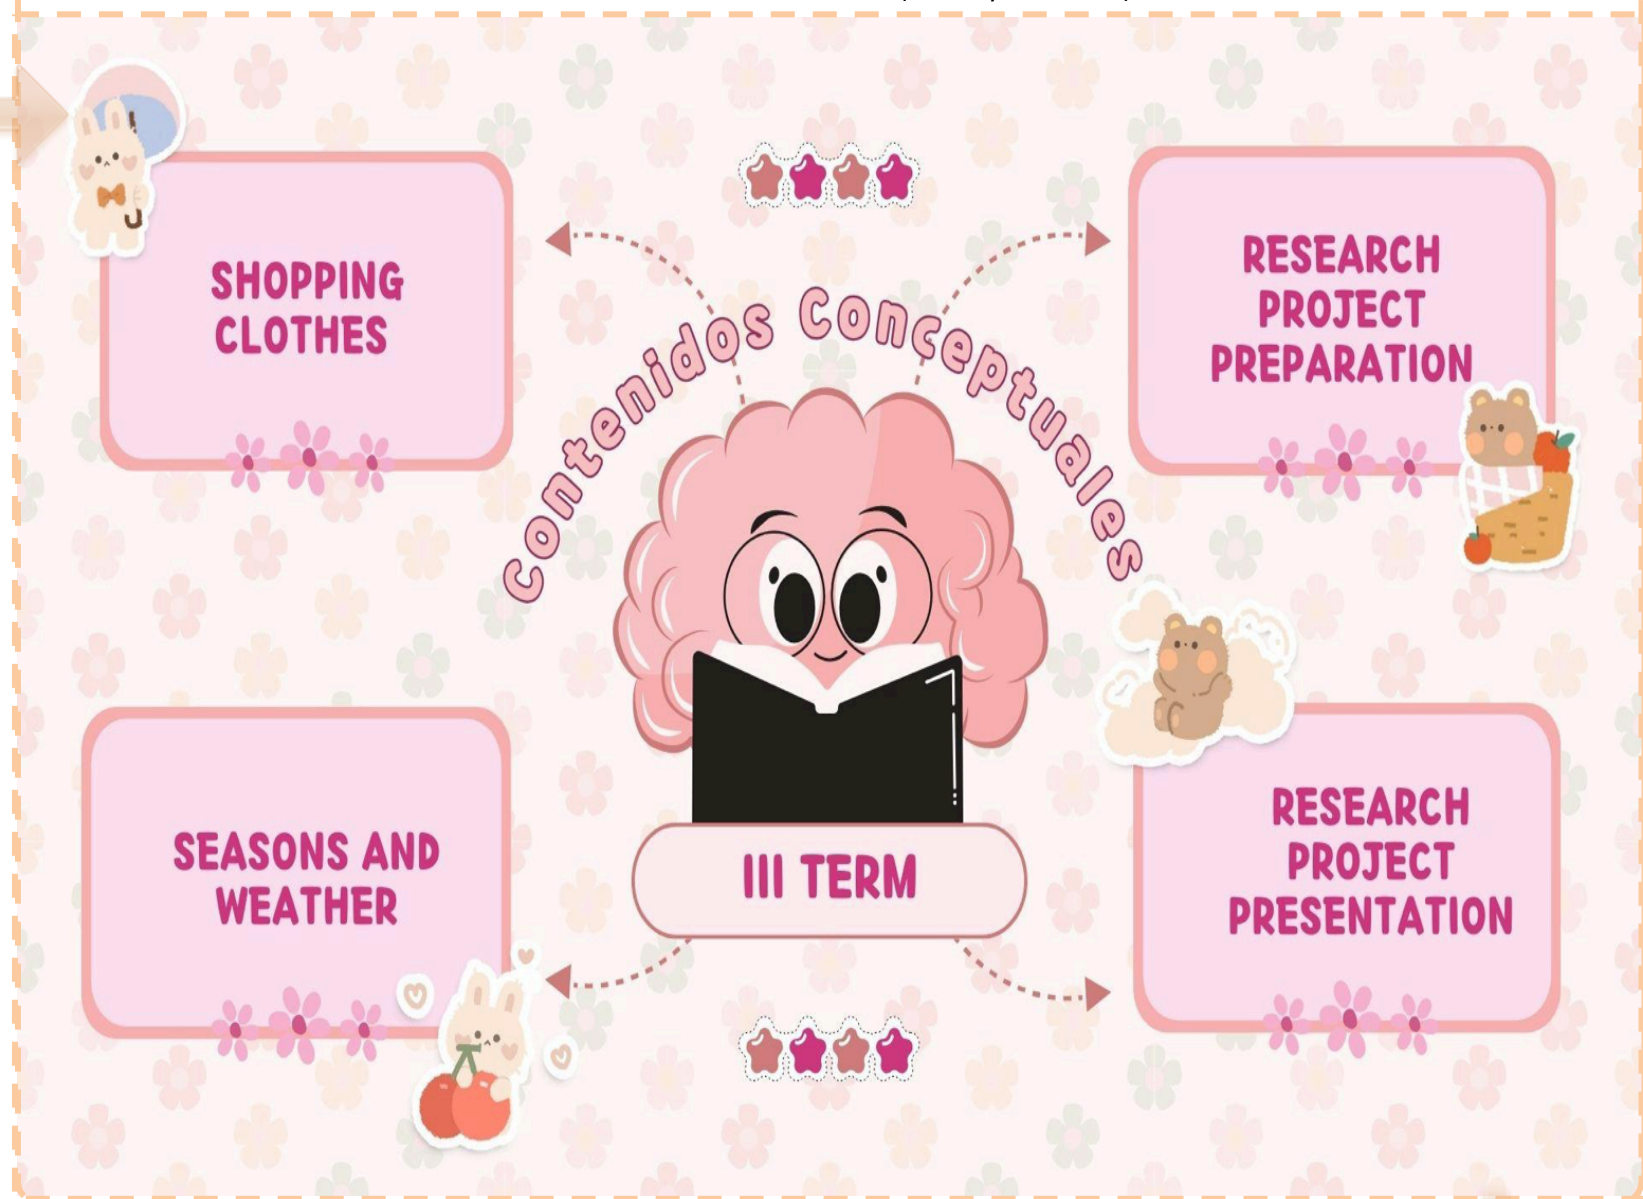 SHOPPING
CLOTHES
RESEARCH
PROJECT
PREPARATION
Contenidos Conceptuales
SEASONS AND
WEATHER
III TERM
RESEARCH
PROJECT
PRESENTATION